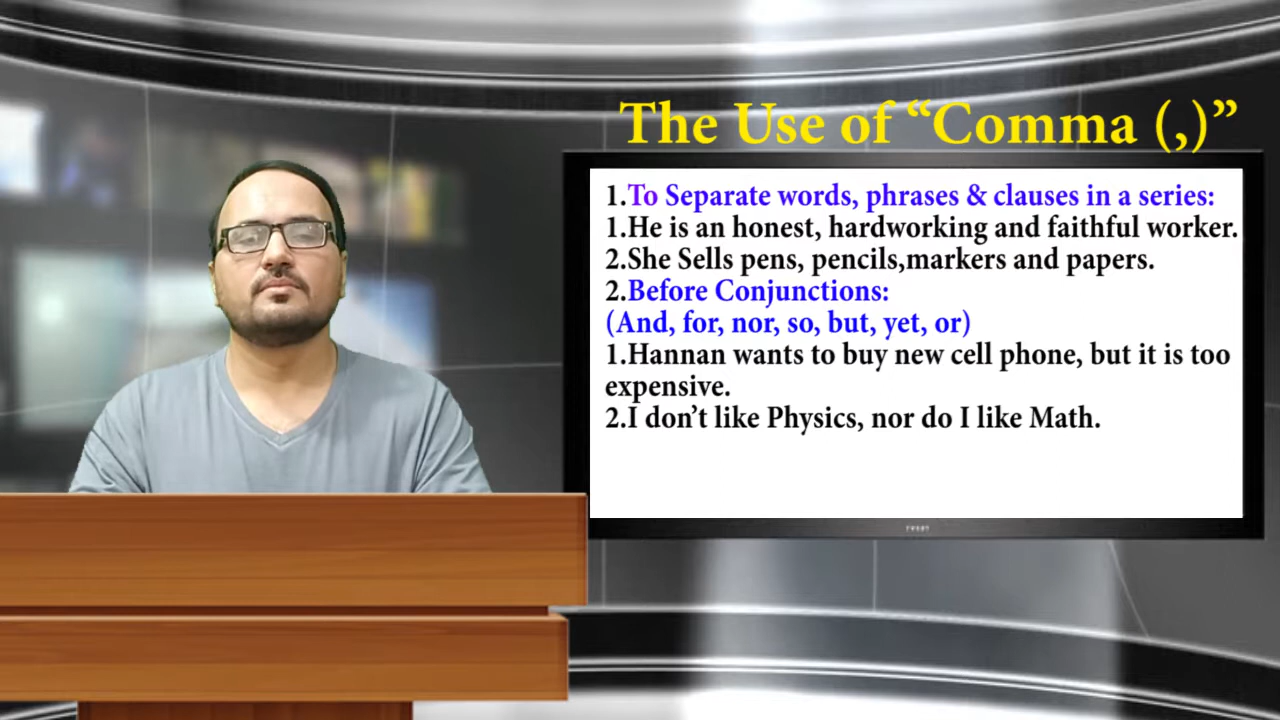 The Use of “Comma (,)”
1.To Separate words, phrases & clauses in a series:
1.He is an honest, hardworking and faithful worker.
2.She Sells pens, pencils,markers and papers.
2.Before Conjunctions:
(And, for, nor, so, but, yet, or)
1.Hannan wants to buy new cell phone, but it is too
expensive.
2.I don’t like Physics, nor do I like Math.